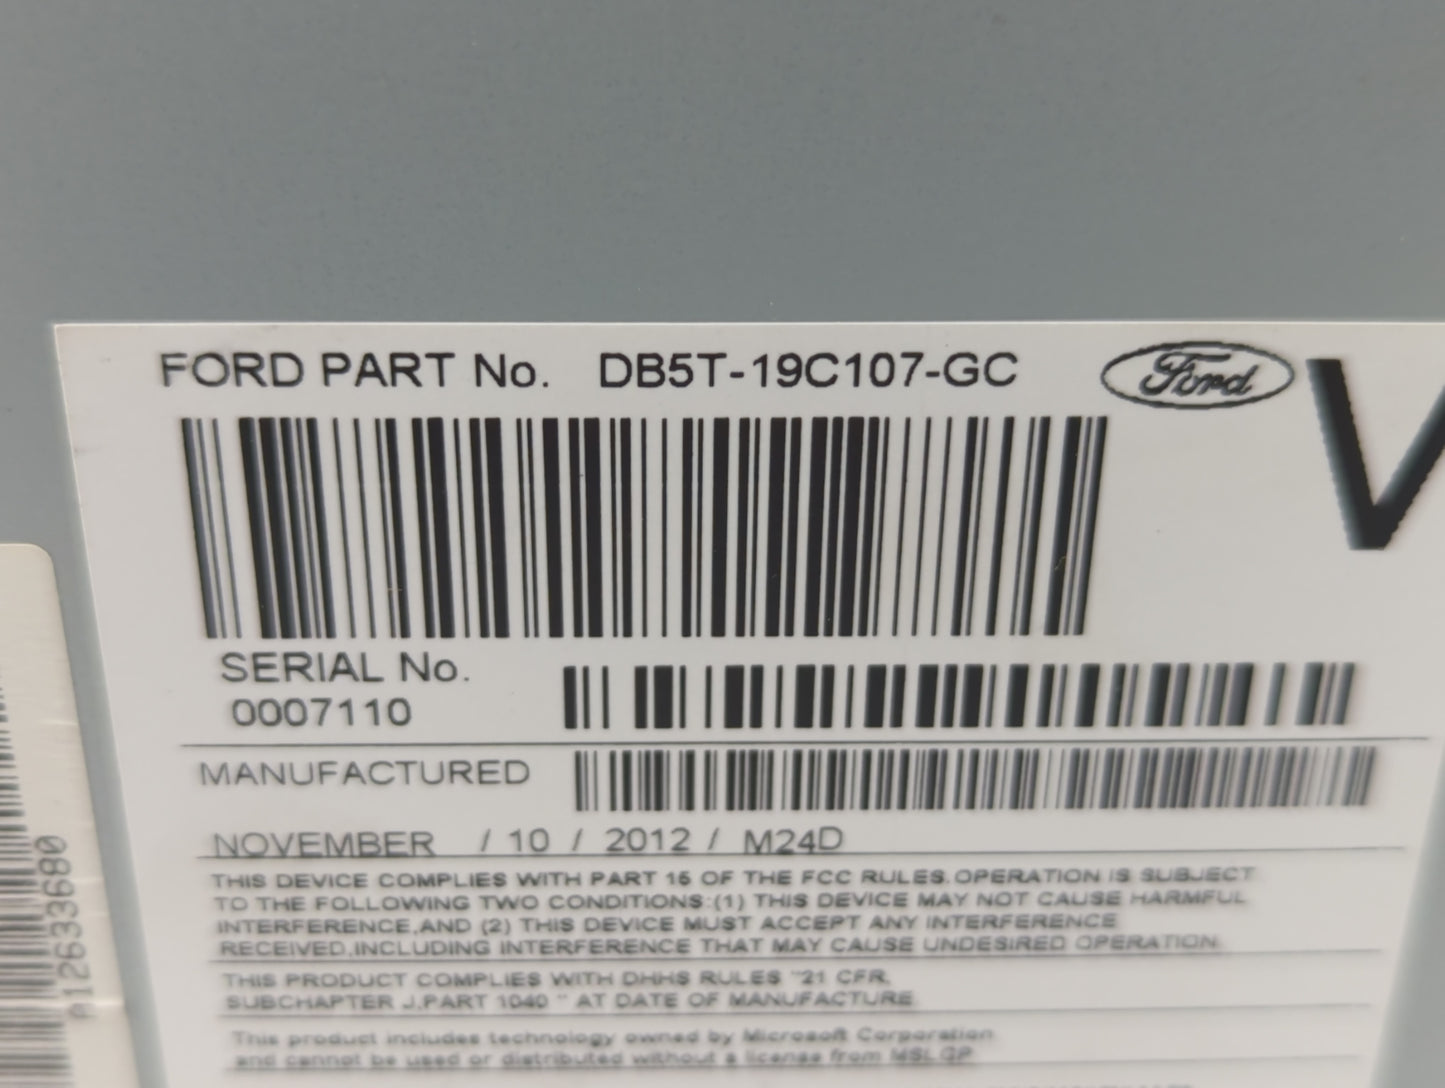 FORD PART No. DB5T-19C107-GC Ford V
SERIAL No.
0007110
MANUFACTURED
NOVEMBER / 10 / 2012 / M24D
THIS DEVICE COMPLIES WITH PART 15 OF THE FCC RULES.OPERATION IS SUBJECT
TO THE FOLLOWING TWO CONDITIONS:(1) THIS DEVICE MAY NOT CAUSE HARMFUL
INTERFERENCE,AND (2) THIS DEVICE MUST ACCEPT ANY INTERFERENCE
RECEIVED,INCLUDING INTERFERENCE THAT MAY CAUSE UNDESIRED OPERATION.
THIS PRODUCT COMPLIES WITH DHHS RULES "21 CFR,
SUBCHAPTER J,PART 1040 " AT DATE OF MANUFACTURE.
This product includes technology owned by Microsoft Corporation
and cannot be used or distributed without a license from MSLGP
A12633680